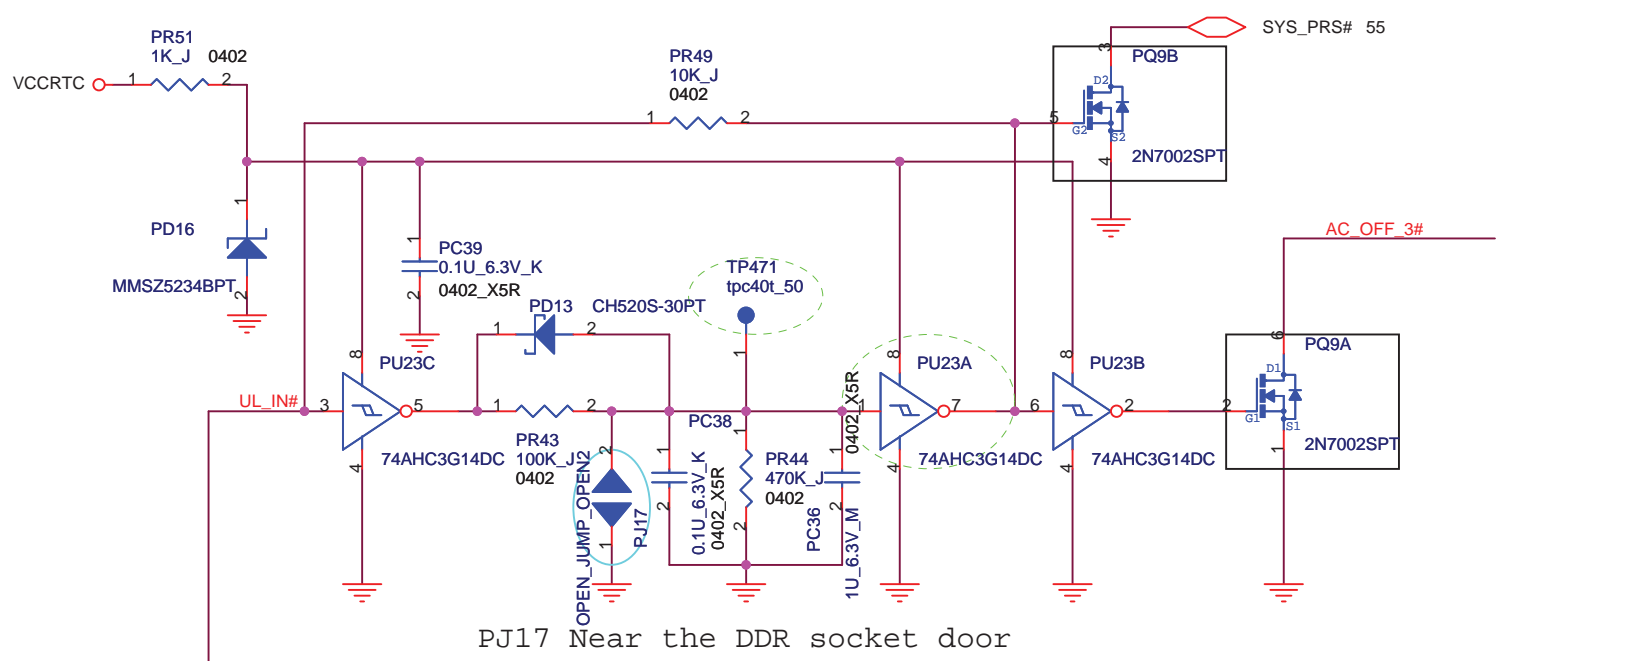 SYS_PRS# 55
PR51
1K_J 0402
VCCRTC 1 2
PR49
10K_J
0402
1 2
3
PQ9B
D2
5
G2
S2
4
2N7002SPT
1
PD16
MMSZ5234BPT
2
1
PC39
0.1U_6.3V_K
0402_X5R
2
TP471
tpc40t_50
1
PD13 CH520S-30PT
1 2
AC_OFF_3#
6
PQ9A
D1
2
G1
S1
1
2N7002SPT
8
PU23C
UL_IN# 3 5
4
74AHC3G14DC
1 2
PR43
100K_J
0402
2
OPEN_JUMP_OPEN2
PJ17
1
PC38
1
0.1U_6.3V_K
0402_X5R
2
1
PR44
470K_J
0402
2
1
PC36
1U_6.3V_M
0402_X5R
2
8
PU23A
1 7
4
74AHC3G14DC
8
PU23B
6 2
4
74AHC3G14DC
PJ17 Near the DDR socket door